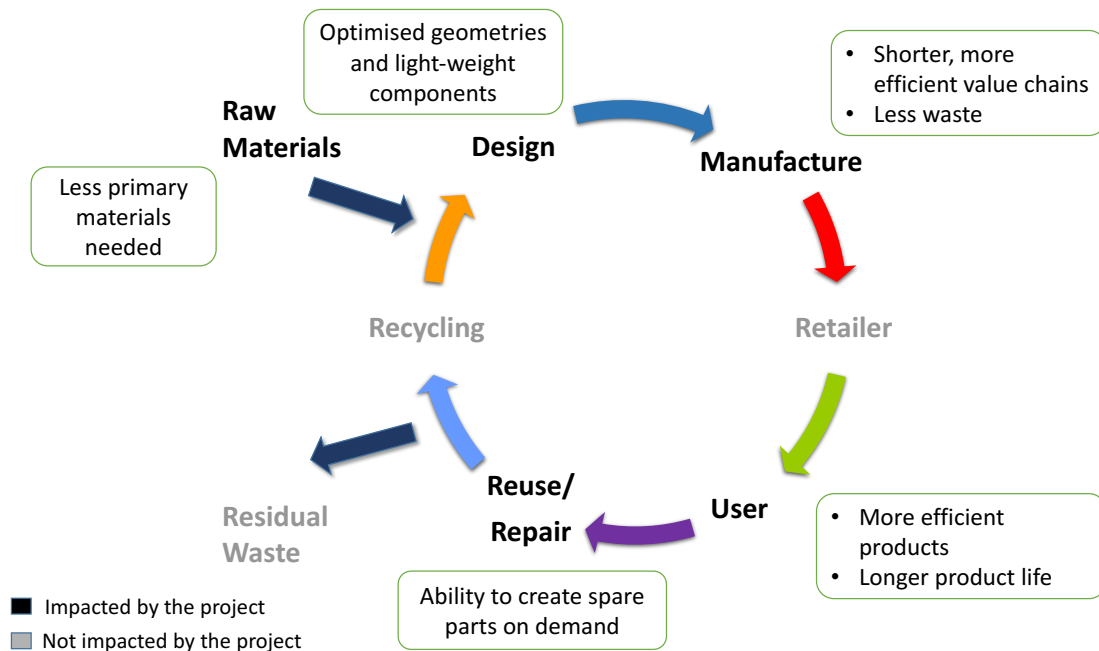 Optimised geometries
and light-weight
components
• Shorter, more
efficient value chains
• Less waste
Raw
Materials
Design
Manufacture
Less primary
materials
needed
Recycling
Retailer
Residual
Waste
Reuse/
Repair
User
• More efficient
products
• Longer product life
Ability to create spare
parts on demand
Impacted by the project
Not impacted by the project